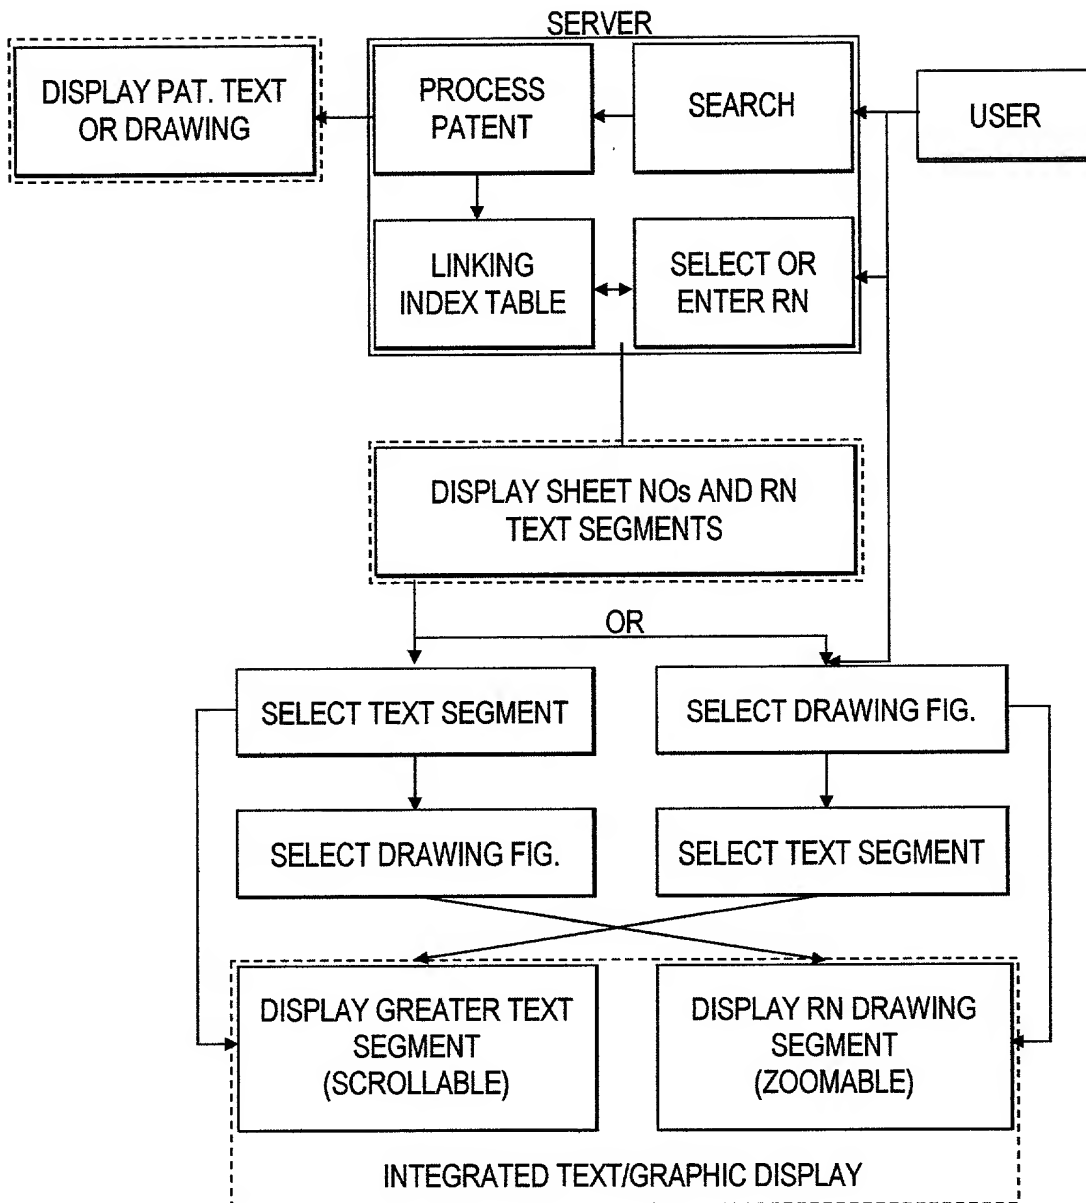 SERVER
DISPLAY PAT. TEXT
OR DRAWING
PROCESS
PATENT
SEARCH
USER
LINKING
INDEX TABLE
SELECT OR
ENTER RN
DISPLAY SHEET NOs AND RN
TEXT SEGMENTS
OR
SELECT TEXT SEGMENT
SELECT DRAWING FIG.
SELECT DRAWING FIG.
SELECT TEXT SEGMENT
DISPLAY GREATER TEXT
SEGMENT
(SCROLLABLE)
DISPLAY RN DRAWING
SEGMENT
(ZOOMABLE)
INTEGRATED TEXT/GRAPHIC DISPLAY